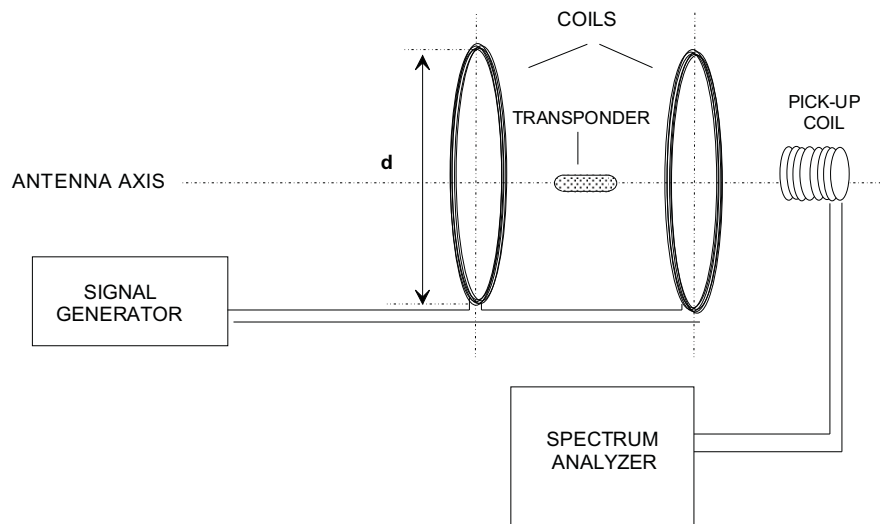 COILS
TRANSPONDER
PICK-UP
COIL
d
ANTENNA AXIS
SIGNAL
GENERATOR
SPECTRUM
ANALYZER